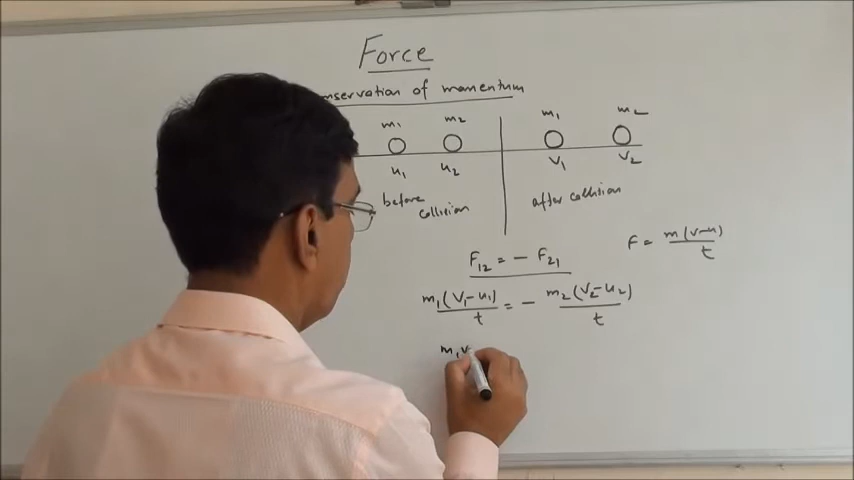 Force
onservation of momentum
m₁ m₂ m₁ m₂
u₁ u₂ v₁ v₂
before collision after collision
F₁₂ = - F₂₁ F = m(v-u)/t
m₁(v₁-u₁)/t = - m₂(v₂-u₂)/t
m₁v